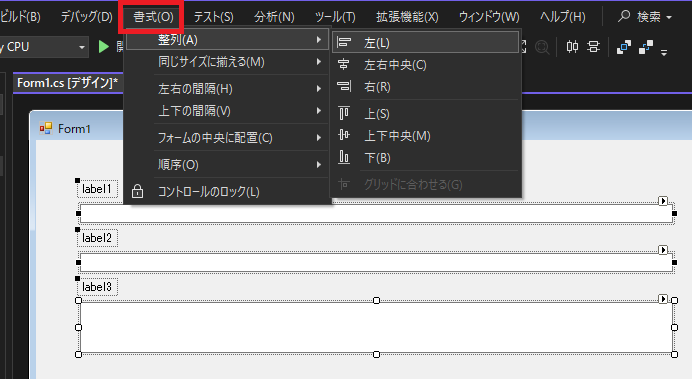 ビルド(B) デバッグ(D) 書式(O) テスト(S) 分析(N) ツール(T) 拡張機能(X) ウィンドウ(W) ヘルプ(H) 検索
CPU
整列(A) 左(L)
同じサイズに揃える(M) 左右中央(C)
右(R)
Form1.cs [デザイン]*
左右の間隔(H)
上下の間隔(V) 上(S)
Form1
フォームの中央に配置(C) 上下中央(M)
順序(O) 下(B)
コントロールのロック(L) グリッドに合わせる(G)
label1
label2
label3